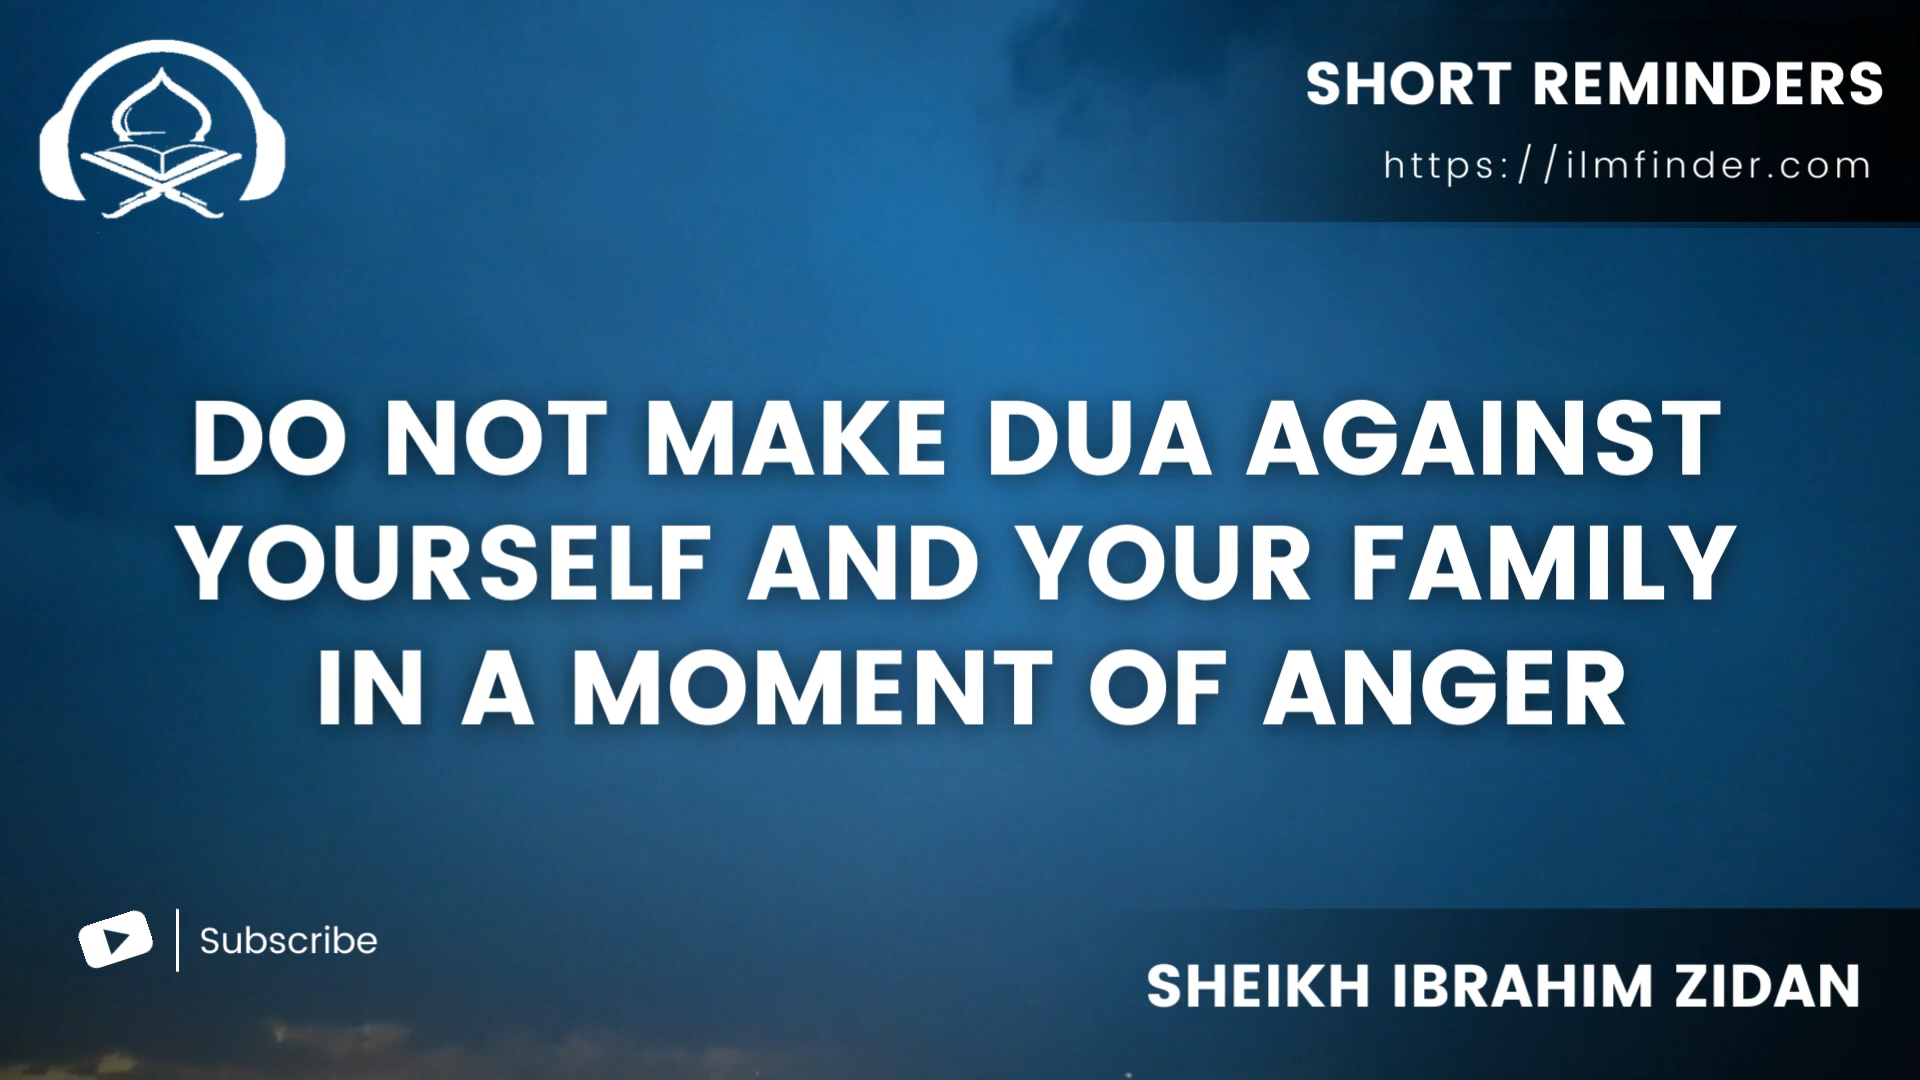 SHORT REMINDERS
https://ilmfinder.com
DO NOT MAKE DUA AGAINST
YOURSELF AND YOUR FAMILY
IN A MOMENT OF ANGER
Subscribe
SHEIKH IBRAHIM ZIDAN